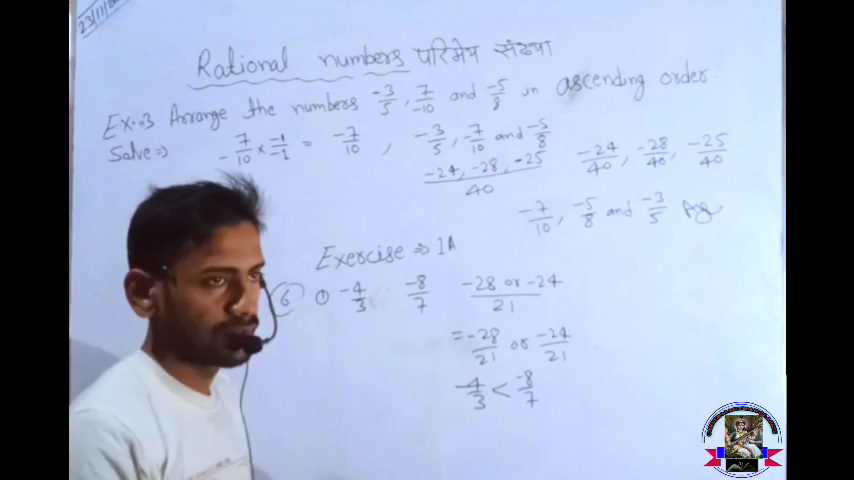 23/11/
Rational numbers परिमेय संख्या
Ex.:3 Arrange the numbers -3/5, 7/-10 and -5/8 in ascending order.
Solve⇒ 7/-10 × -1/-1 = -7/10, -3/5, -7/10 and -5/8
-24, -28, -25/40 -24/40, -28/40, -25/40
-7/10, -5/8 and -3/5 Ans
Exercise ⇒ 1A
6 ① -4/3 -8/7 -28 or -24/21
= -28/21 or -24/21
-4/3 < -8/7